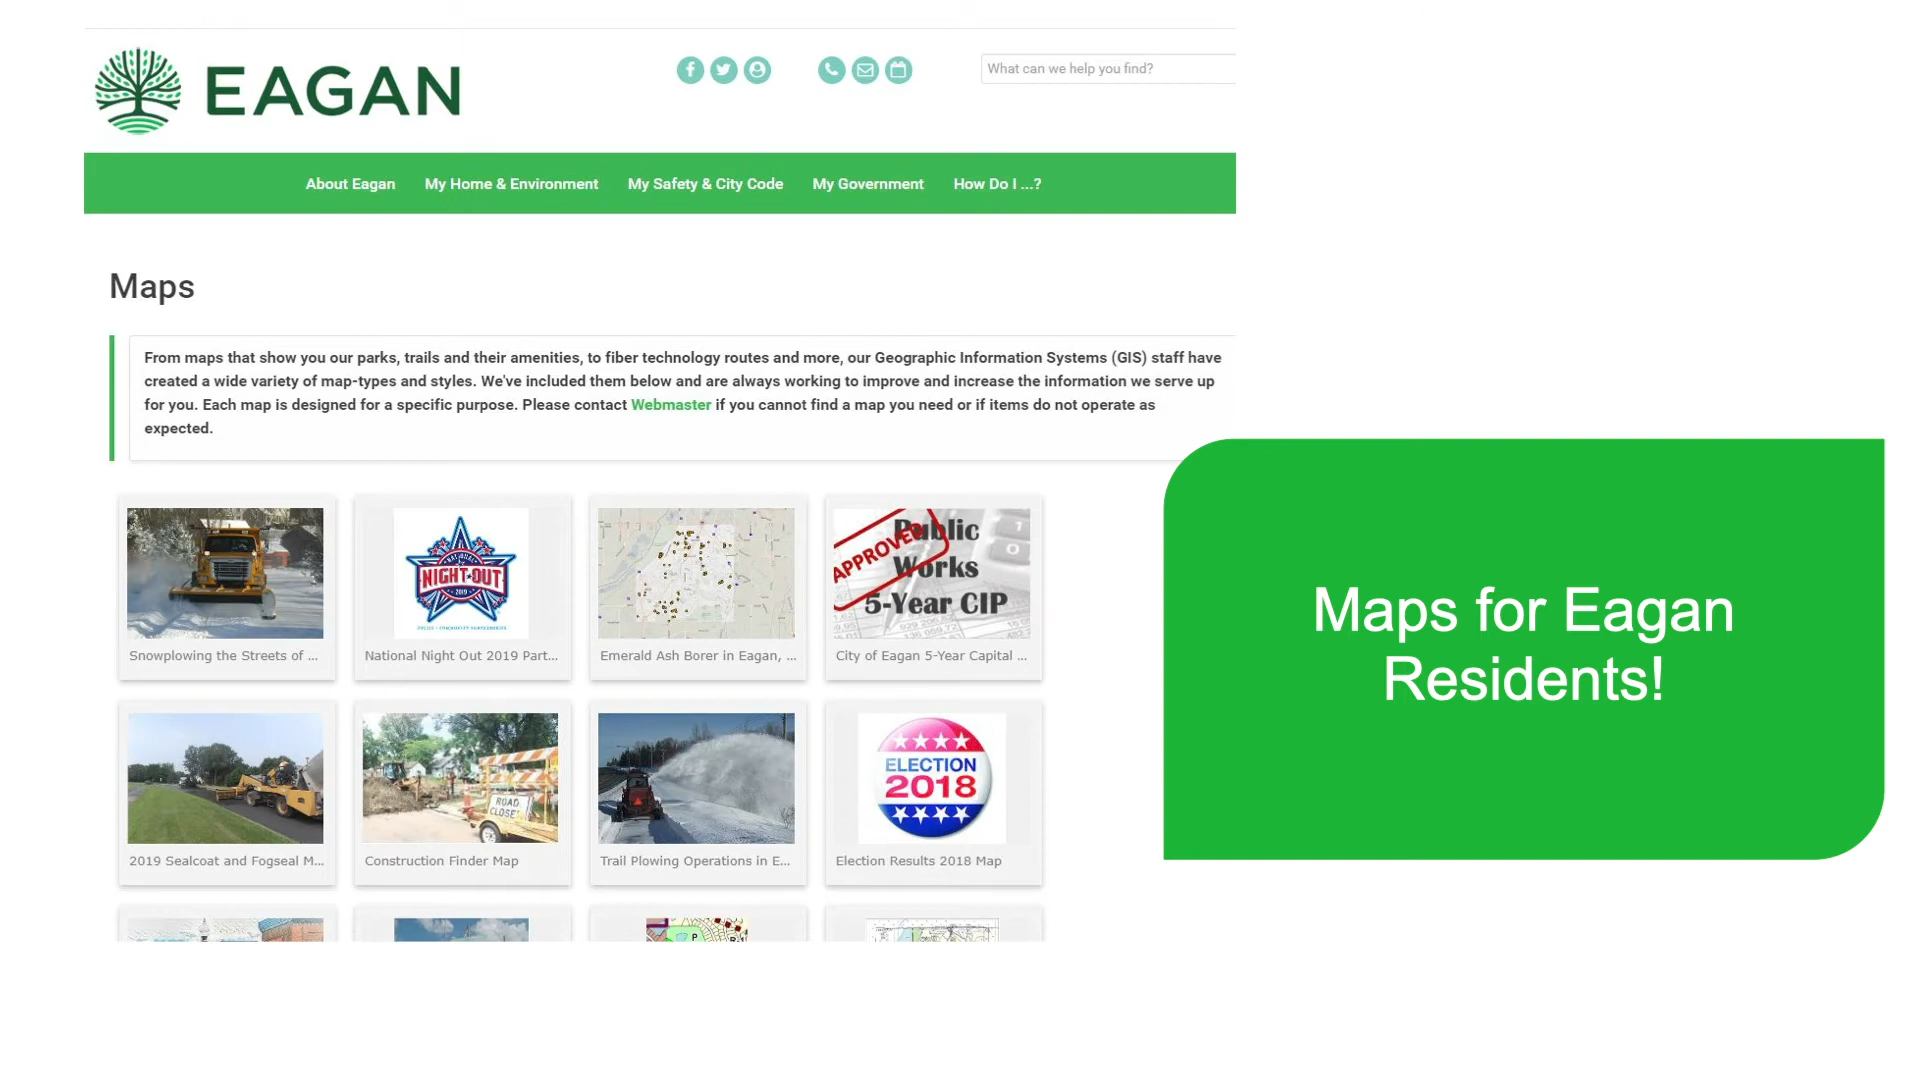 EAGAN
What can we help you find?
About Eagan My Home & Environment My Safety & City Code My Government How Do I ...?
Maps
From maps that show you our parks, trails and their amenities, to fiber technology routes and more, our Geographic Information Systems (GIS) staff have
created a wide variety of map-types and styles. We've included them below and are always working to improve and increase the information we serve up
for you. Each map is designed for a specific purpose. Please contact Webmaster if you cannot find a map you need or if items do not operate as
expected.
NATIONAL
NIGHT OUT
2019
Public
Works
5-Year CIP
APPROVED
Snowplowing the Streets of ...
National Night Out 2019 Part...
Emerald Ash Borer in Eagan, ...
City of Eagan 5-Year Capital ...
ROAD
CLOSED
ELECTION
2018
2019 Sealcoat and Fogseal M...
Construction Finder Map
Trail Plowing Operations in E...
Election Results 2018 Map
P
R-1
Maps for Eagan
Residents!